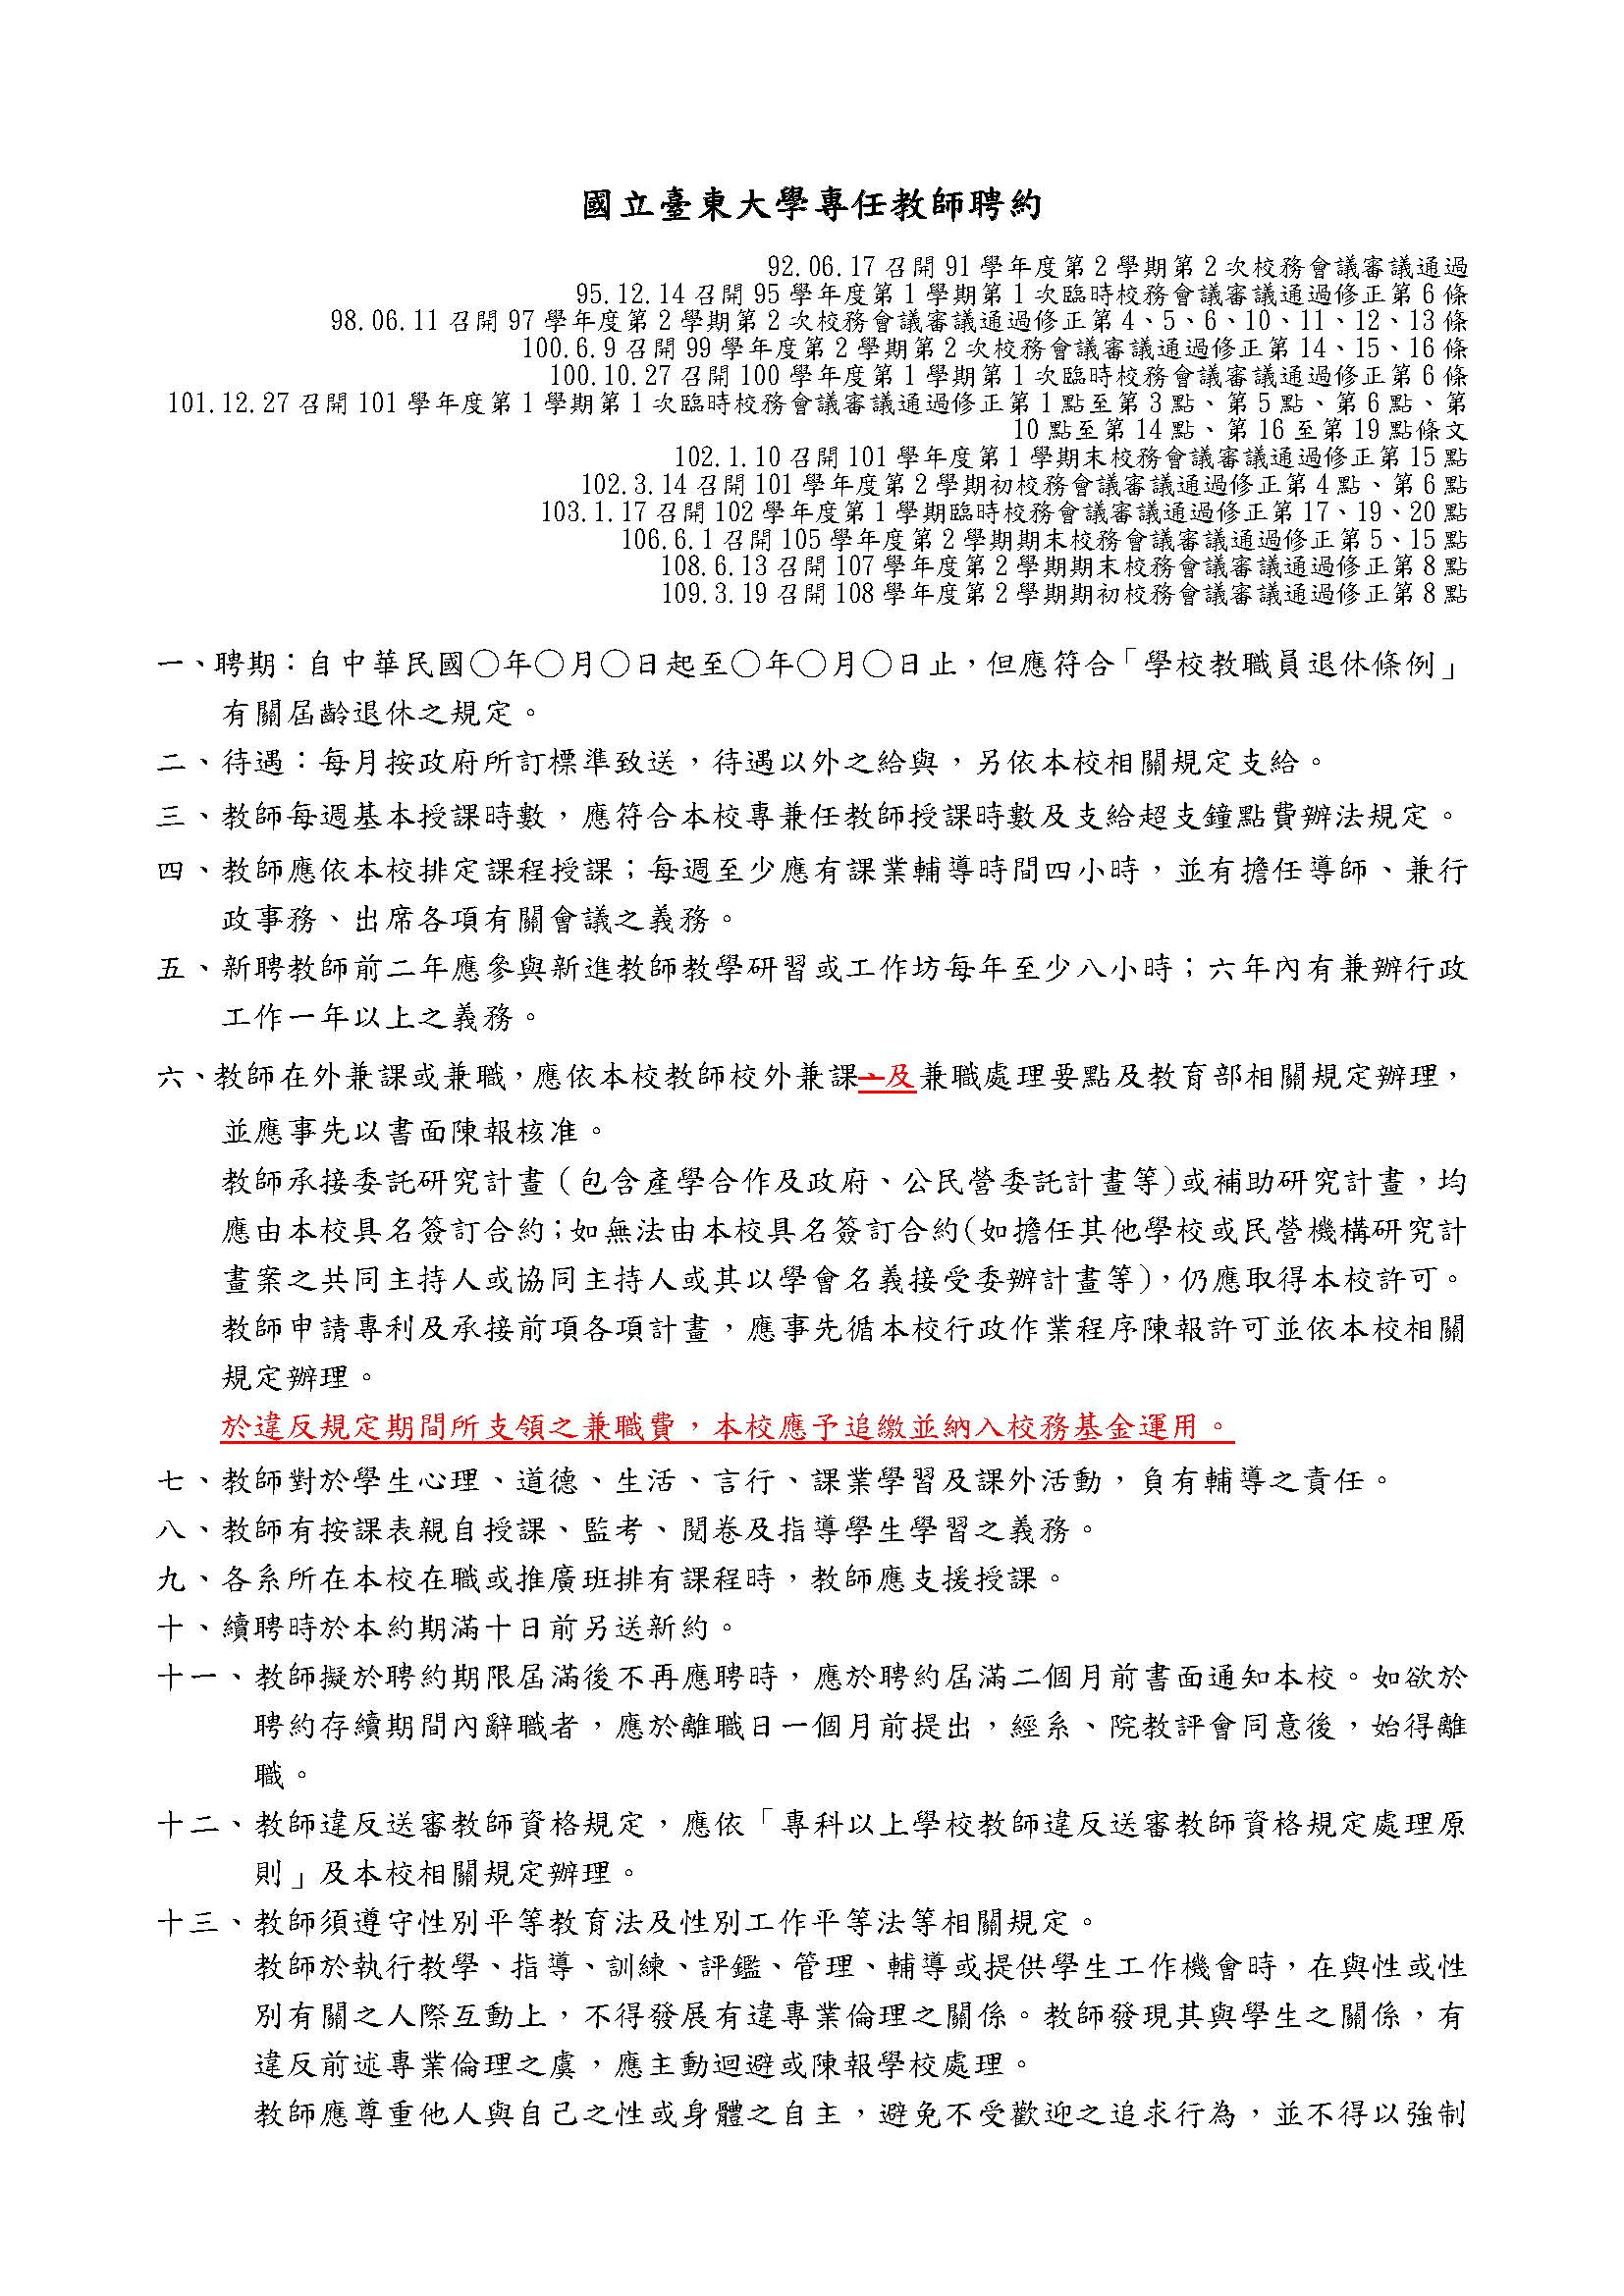 國立臺東大學專任教師聘約
92.06.17召開91學年度第2學期第2次校務會議審議通過
95.12.14召開95學年度第1學期第1次臨時校務會議審議通過修正第6條
98.06.11召開97學年度第2學期第2次校務會議審議通過修正第4、5、6、10、11、12、13條
100.6.9召開99學年度第2學期第2次校務會議審議通過修正第14、15、16條
100.10.27召開100學年度第1學期第1次臨時校務會議審議通過修正第6條
101.12.27召開101學年度第1學期第1次臨時校務會議審議通過修正第1點至第3點、第5點、第6點、第
10點至第14點、第16至第19點條文
102.1.10召開101學年度第1學期末校務會議審議通過修正第15點
102.3.14召開101學年度第2學期初校務會議審議通過修正第4點、第6點
103.1.17召開102學年度第1學期臨時校務會議審議通過修正第17、19、20點
106.6.1召開105學年度第2學期期末校務會議審議通過修正第5、15點
108.6.13召開107學年度第2學期期末校務會議審議通過修正第8點
109.3.19召開108學年度第2學期期初校務會議審議通過修正第8點
一、聘期：自中華民國○年○月○日起至○年○月○日止，但應符合「學校教職員退休條例」
有關屆齡退休之規定。
二、待遇：每月按政府所訂標準致送，待遇以外之給與，另依本校相關規定支給。
三、教師每週基本授課時數，應符合本校專兼任教師授課時數及支給超支鐘點費辦法規定。
四、教師應依本校排定課程授課；每週至少應有課業輔導時間四小時，並有擔任導師、兼行
政事務、出席各項有關會議之義務。
五、新聘教師前二年應參與新進教師教學研習或工作坊每年至少八小時；六年內有兼辦行政
工作一年以上之義務。
六、教師在外兼課或兼職，應依本校教師校外兼課、及兼職處理要點及教育部相關規定辦理，
並應事先以書面陳報核准。
教師承接委託研究計畫（包含產學合作及政府、公民營委託計畫等)或補助研究計畫，均
應由本校具名簽訂合約；如無法由本校具名簽訂合約(如擔任其他學校或民營機構研究計
畫案之共同主持人或協同主持人或其以學會名義接受委辦計畫等)，仍應取得本校許可。
教師申請專利及承接前項各項計畫，應事先循本校行政作業程序陳報許可並依本校相關
規定辦理。
於違反規定期間所支領之兼職費，本校應予追繳並納入校務基金運用。
七、教師對於學生心理、道德、生活、言行、課業學習及課外活動，負有輔導之責任。
八、教師有按課表親自授課、監考、閱卷及指導學生學習之義務。
九、各系所在本校在職或推廣班排有課程時，教師應支援授課。
十、續聘時於本約期滿十日前另送新約。
十一、教師擬於聘約期限屆滿後不再應聘時，應於聘約屆滿二個月前書面通知本校。如欲於
聘約存續期間內辭職者，應於離職日一個月前提出，經系、院教評會同意後，始得離
職。
十二、教師違反送審教師資格規定，應依「專科以上學校教師違反送審教師資格規定處理原
則」及本校相關規定辦理。
十三、教師須遵守性別平等教育法及性別工作平等法等相關規定。
教師於執行教學、指導、訓練、評鑑、管理、輔導或提供學生工作機會時，在與性或性
別有關之人際互動上，不得發展有違專業倫理之關係。教師發現其與學生之關係，有
違反前述專業倫理之虞，應主動迴避或陳報學校處理。
教師應尊重他人與自己之性或身體之自主，避免不受歡迎之追求行為，並不得以強制